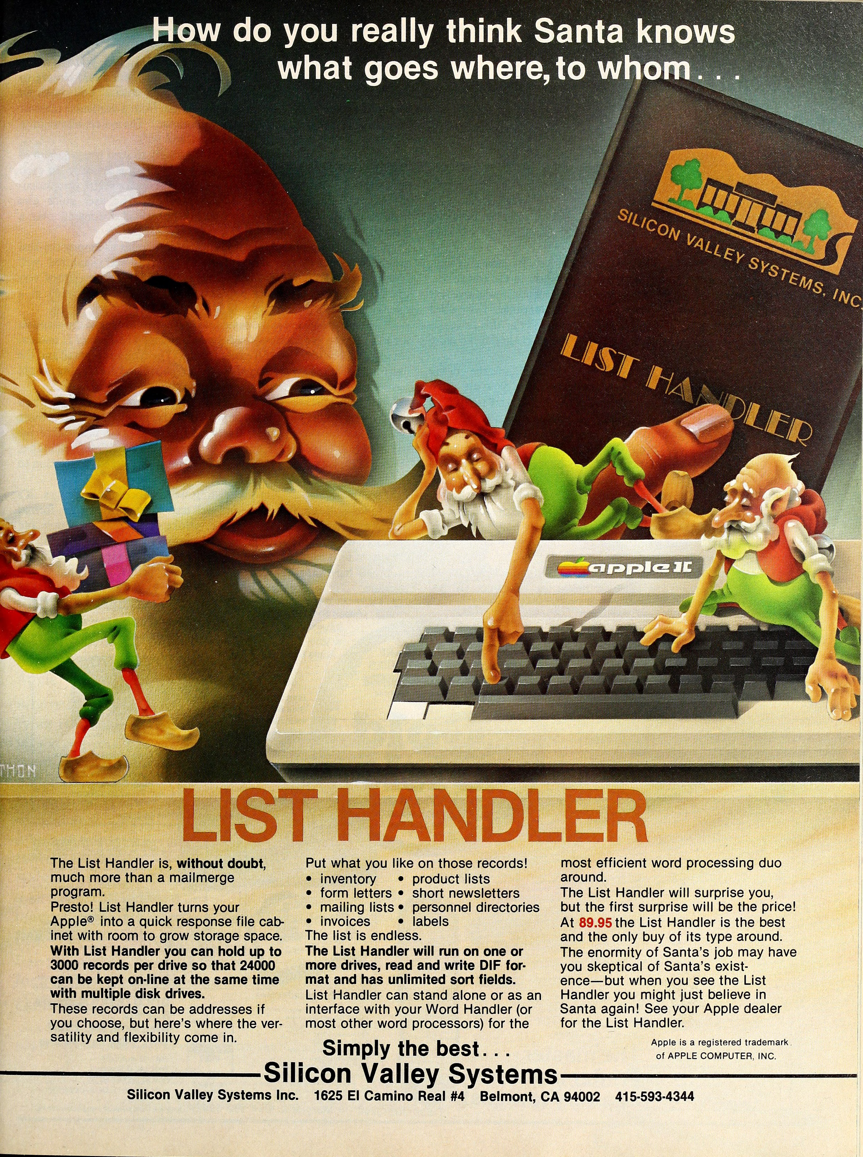 How do you really think Santa knows
what goes where, to whom . . .
SILICON VALLEY SYSTEMS, INC.
LIST HANDLER
apple II
THON
LIST HANDLER
The List Handler is, without doubt,
much more than a mailmerge
program.
Presto! List Handler turns your
Apple® into a quick response file cab-
inet with room to grow storage space.
With List Handler you can hold up to
3000 records per drive so that 24000
can be kept on-line at the same time
with multiple disk drives.
These records can be addresses if
you choose, but here's where the ver-
satility and flexibility come in.
Put what you like on those records!
• inventory • product lists
• form letters • short newsletters
• mailing lists • personnel directories
• invoices • labels
The list is endless.
The List Handler will run on one or
more drives, read and write DIF for-
mat and has unlimited sort fields.
List Handler can stand alone or as an
interface with your Word Handler (or
most other word processors) for the
most efficient word processing duo
around.
The List Handler will surprise you,
but the first surprise will be the price!
At 89.95 the List Handler is the best
and the only buy of its type around.
The enormity of Santa's job may have
you skeptical of Santa's exist-
ence—but when you see the List
Handler you might just believe in
Santa again! See your Apple dealer
for the List Handler.
Apple is a registered trademark
of APPLE COMPUTER, INC.
Simply the best . . .
Silicon Valley Systems
Silicon Valley Systems Inc. 1625 El Camino Real #4 Belmont, CA 94002 415-593-4344